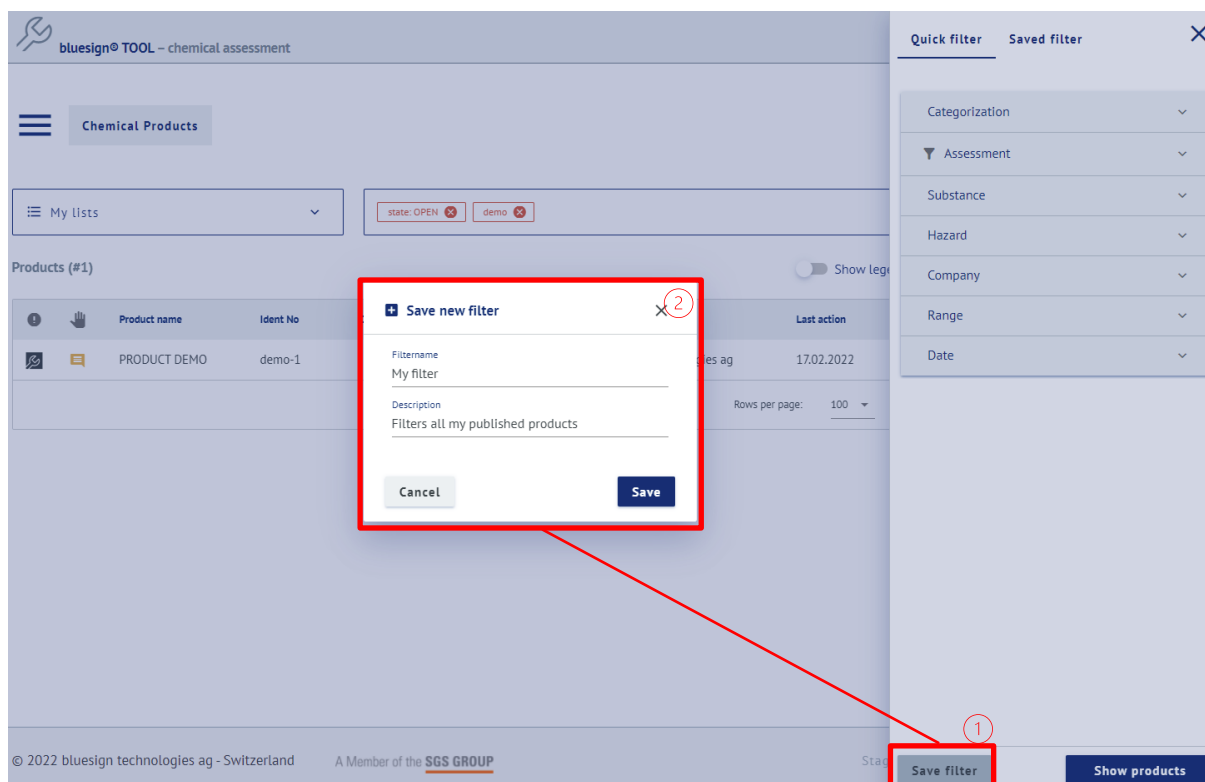 bluesign® TOOL – chemical assessment
Quick filter Saved filter
Chemical Products
Categorization
Assessment
Substance
Hazard
Company
Range
Date
My lists
state: OPEN demo
Products (#1)
Show lege
Product name Ident No Last action
PRODUCT DEMO demo-1 gies ag 17.02.2022
Rows per page: 100
Save new filter
2
Filtername
My filter
Description
Filters all my published products
Cancel Save
1
© 2022 bluesign technologies ag - Switzerland A Member of the SGS GROUP Stag
Save filter Show products